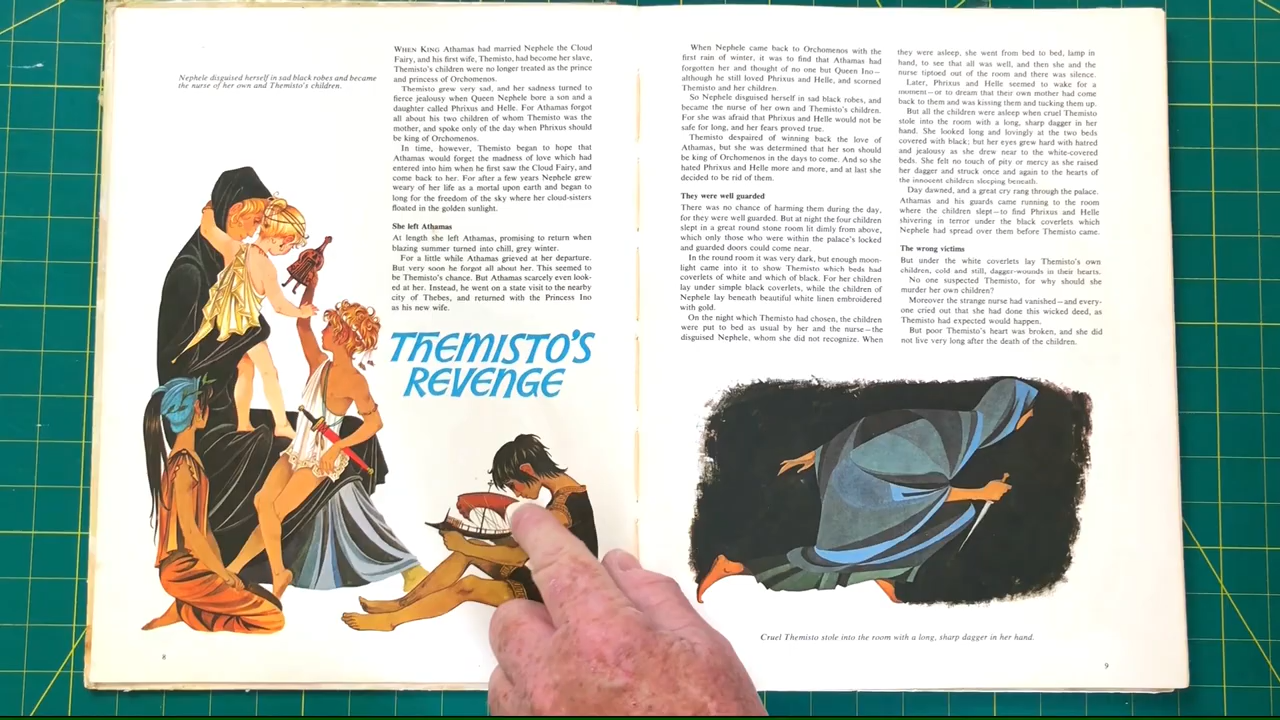 Nephele disguised herself in sad black robes and became
the nurse of her own and Themisto's children.
WHEN KING Athamas had married Nephele the Cloud
Fairy, and his first wife, Themisto, had become her slave,
Themisto's children were no longer treated as the prince
and princess of Orchomenos.
Themisto grew very sad, and her sadness turned to
fierce jealousy when Queen Nephele bore a son and a
daughter called Phrixus and Helle. For Athamas forgot
all about his two children of whom Themisto was the
mother, and spoke only of the day when Phrixus should
be king of Orchomenos.
In time, however, Themisto began to hope that
Athamas would forget the madness of love which had
entered into him when he first saw the Cloud Fairy, and
come back to her. For after a few years Nephele grew
weary of her life as a mortal upon earth and began to
long for the freedom of the sky where her cloud-sisters
floated in the golden sunlight.
She left Athamas
At length she left Athamas, promising to return when
blazing summer turned into chill, grey winter.
For a little while Athamas grieved at her departure.
But very soon he forgot all about her. This seemed to
be Themisto's chance. But Athamas scarcely even look-
ed at her. Instead, he went on a state visit to the nearby
city of Thebes, and returned with the Princess Ino
as his new wife.
THEMISTO'S
REVENGE
8
When Nephele came back to Orchomenos with the
first rain of winter, it was to find that Athamas had
forgotten her and thought of no one but Queen Ino—
although he still loved Phrixus and Helle, and scorned
Themisto and her children.
So Nephele disguised herself in sad black robes, and
became the nurse of her own and Themisto's children.
For she was afraid that Phrixus and Helle would not be
safe for long, and her fears proved true.
Themisto despaired of winning back the love of
Athamas, but she was determined that her son should
be king of Orchomenos in the days to come. And so she
hated Phrixus and Helle more and more, and at last she
decided to be rid of them.
They were well guarded
There was no chance of harming them during the day,
for they were well guarded. But at night the four children
slept in a great round stone room lit dimly from above,
which only those who were within the palace's locked
and guarded doors could come near.
In the round room it was very dark, but enough moon-
light came into it to show Themisto which beds had
coverlets of white and which of black. For her children
lay under simple black coverlets, while the children of
Nephele lay beneath beautiful white linen embroidered
with gold.
On the night which Themisto had chosen, the children
were put to bed as usual by her and the nurse—the
disguised Nephele, whom she did not recognize. When
they were asleep, she went from bed to bed, lamp in
hand, to see that all was well, and then she and the
nurse tiptoed out of the room and there was silence.
Later, Phrixus and Helle seemed to wake for a
moment—or to dream that their own mother had come
back to them and was kissing them and tucking them up.
But all the children were asleep when cruel Themisto
stole into the room with a long, sharp dagger in her
hand. She looked long and lovingly at the two beds
covered with black; but her eyes grew hard with hatred
and jealousy as she drew near to the white-covered
beds. She felt no touch of pity or mercy as she raised
her dagger and struck once and again to the hearts of
the innocent children sleeping beneath.
Day dawned, and a great cry rang through the palace.
Athamas and his guards came running to the room
where the children slept—to find Phrixus and Helle
shivering in terror under the black coverlets which
Nephele had spread over them before Themisto came.
The wrong victims
But under the white coverlets lay Themisto's own
children, cold and still, dagger-wounds in their hearts.
No one suspected Themisto, for why should she
murder her own children?
Moreover the strange nurse had vanished—and every-
one cried out that she had done this wicked deed, as
Themisto had expected would happen.
But poor Themisto's heart was broken, and she did
not live very long after the death of the children.
Cruel Themisto stole into the room with a long, sharp dagger in her hand.
9